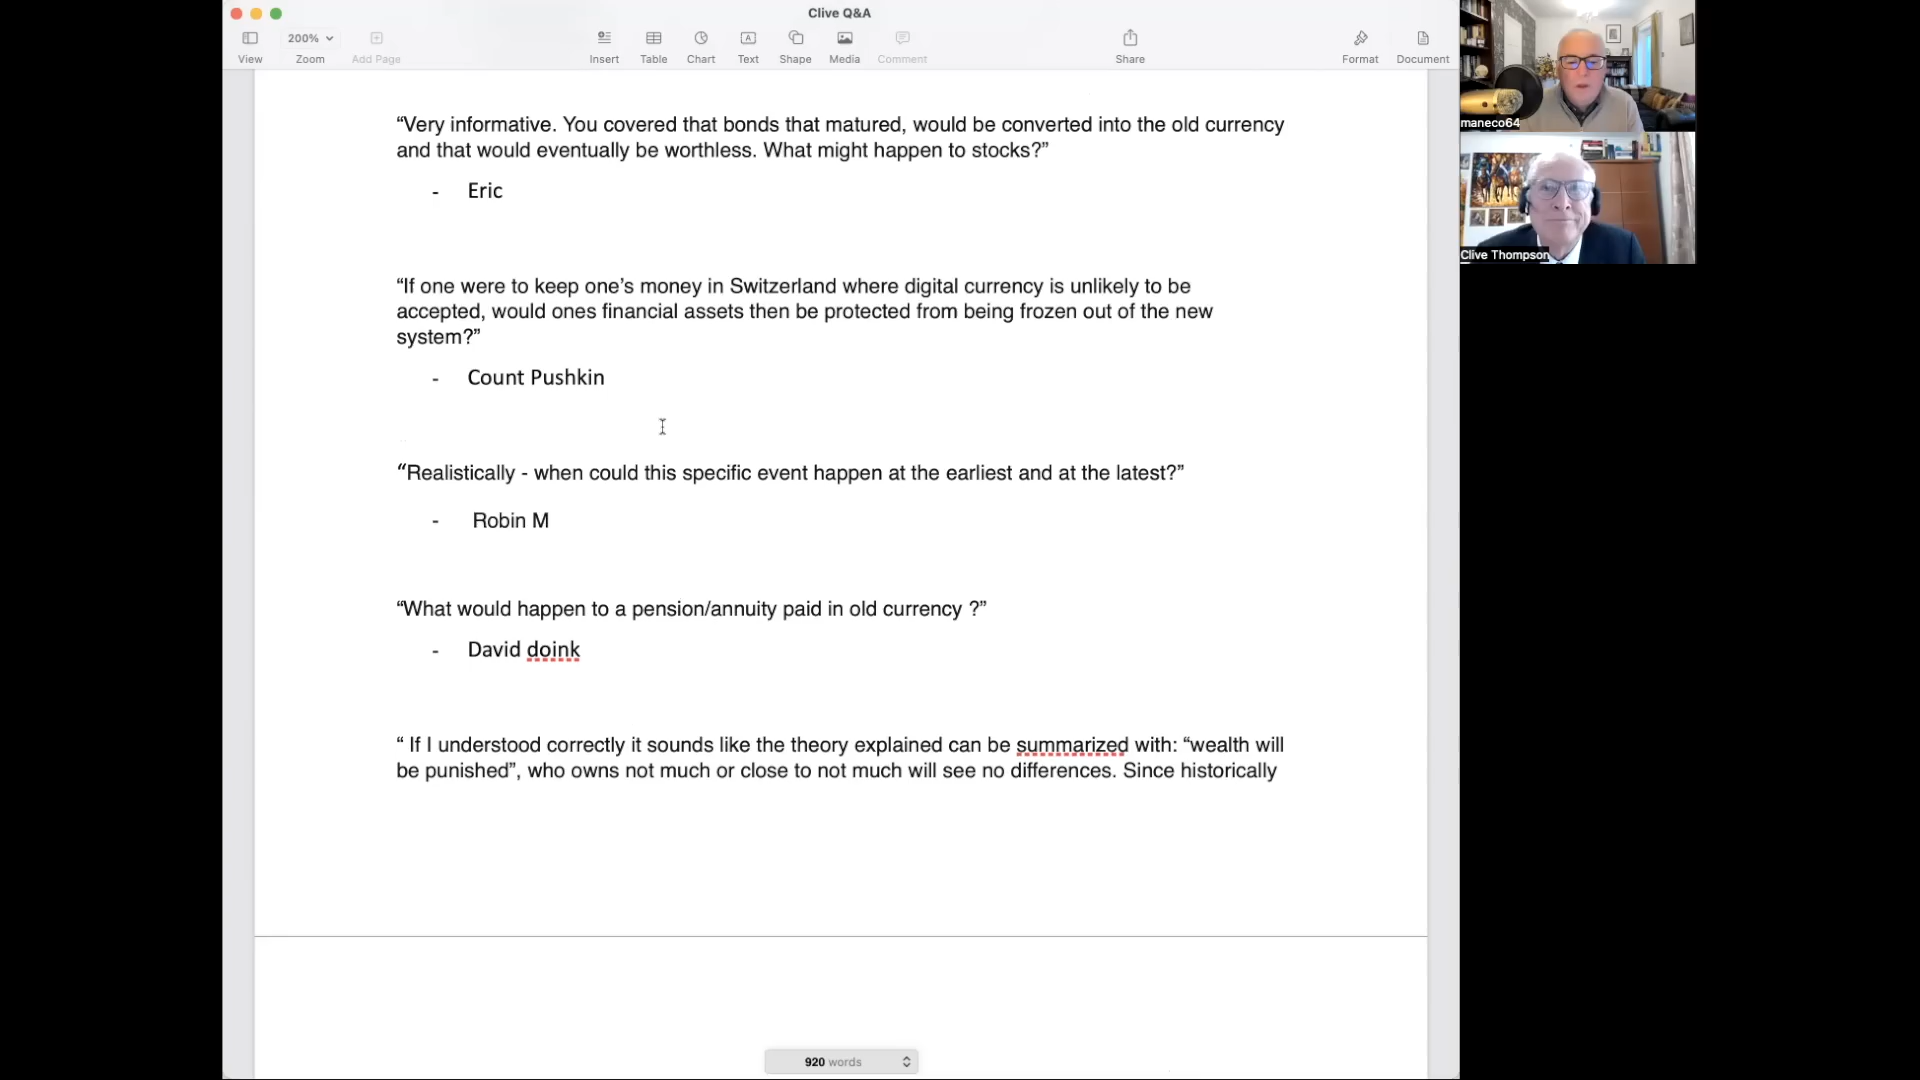 Clive Q&A
200%
View
Zoom
Add Page
Insert
Table
Chart
Text
Shape
Media
Comment
Share
Format
Document
“Very informative. You covered that bonds that matured, would be converted into the old currency
and that would eventually be worthless. What might happen to stocks?”
- Eric
“If one were to keep one’s money in Switzerland where digital currency is unlikely to be
accepted, would ones financial assets then be protected from being frozen out of the new
system?”
- Count Pushkin
“Realistically - when could this specific event happen at the earliest and at the latest?”
- Robin M
“What would happen to a pension/annuity paid in old currency ?”
- David doink
“ If I understood correctly it sounds like the theory explained can be summarized with: “wealth will
be punished”, who owns not much or close to not much will see no differences. Since historically
920 words
maneco64
Clive Thompson